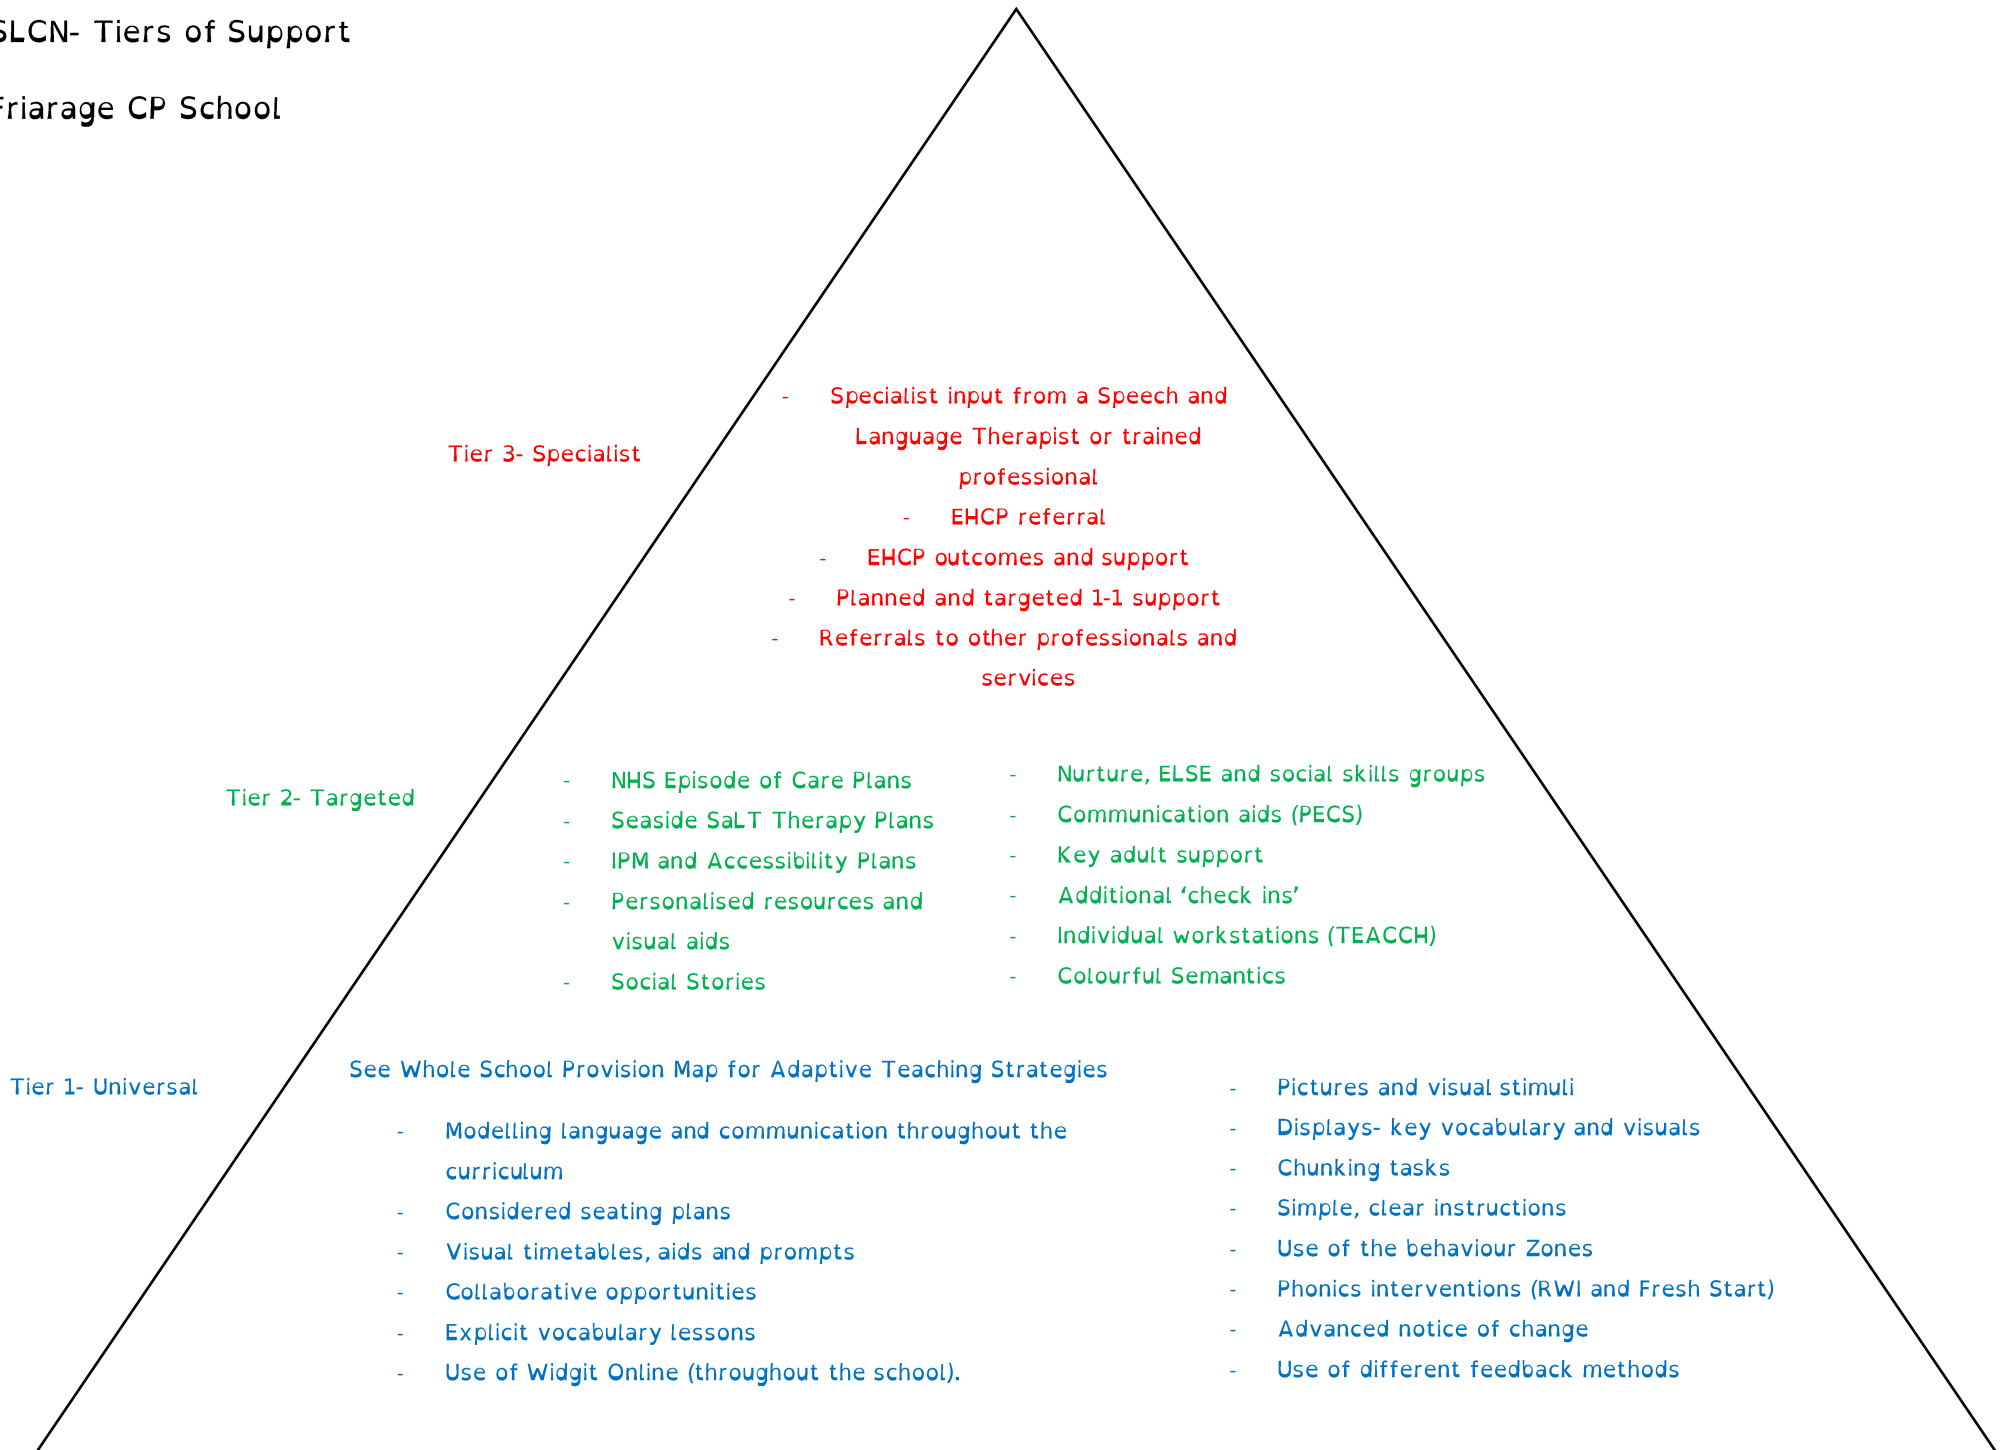 SLCN- Tiers of Support
Friarage CP School
Tier 3- Specialist
- Specialist input from a Speech and
Language Therapist or trained
professional
- EHCP referral
- EHCP outcomes and support
- Planned and targeted 1-1 support
- Referrals to other professionals and
services
Tier 2- Targeted
- NHS Episode of Care Plans
- Seaside SaLT Therapy Plans
- IPM and Accessibility Plans
- Personalised resources and
visual aids
- Social Stories
- Nurture, ELSE and social skills groups
- Communication aids (PECS)
- Key adult support
- Additional ‘check ins’
- Individual workstations (TEACCH)
- Colourful Semantics
Tier 1- Universal
See Whole School Provision Map for Adaptive Teaching Strategies
- Modelling language and communication throughout the
curriculum
- Considered seating plans
- Visual timetables, aids and prompts
- Collaborative opportunities
- Explicit vocabulary lessons
- Use of Widgit Online (throughout the school).
- Pictures and visual stimuli
- Displays- key vocabulary and visuals
- Chunking tasks
- Simple, clear instructions
- Use of the behaviour Zones
- Phonics interventions (RWI and Fresh Start)
- Advanced notice of change
- Use of different feedback methods